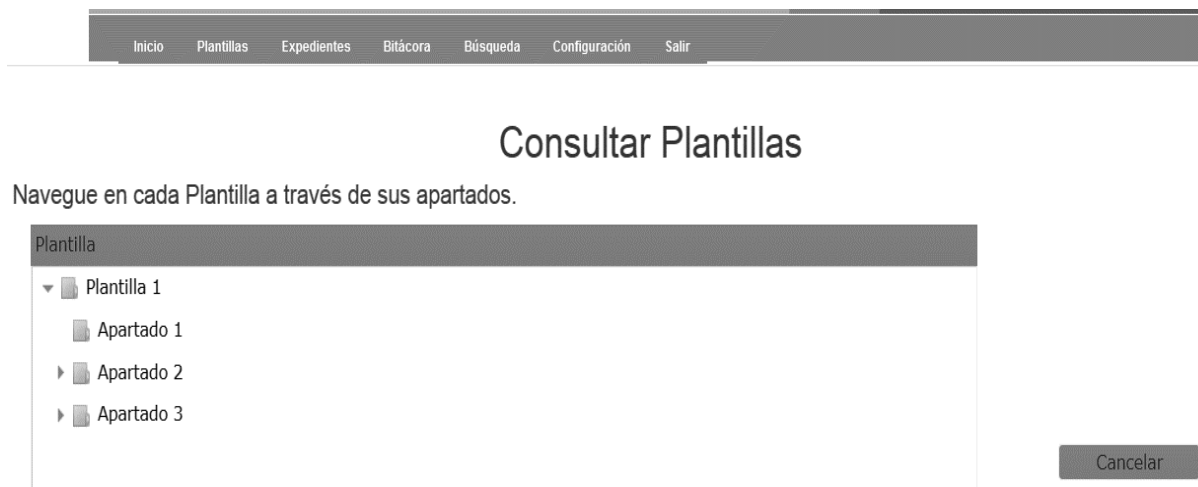 Inicio Plantillas Expedientes Bitácora Búsqueda Configuración Salir
Consultar Plantillas
Navegue en cada Plantilla a través de sus apartados.
Plantilla
Plantilla 1
Apartado 1
Apartado 2
Apartado 3
Cancelar